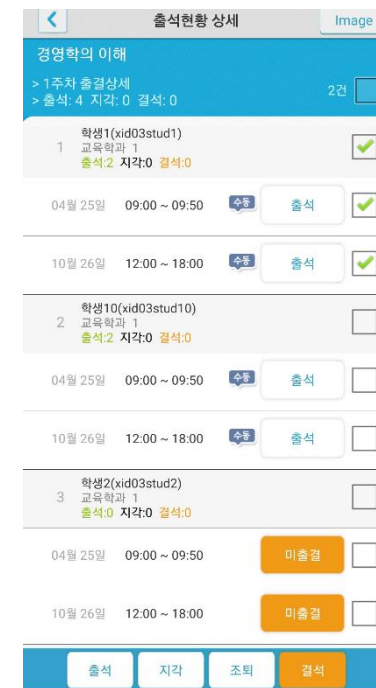 출석현황 상세
Image
경영학의 이해
> 1주차 출결상세
> 출석: 4 지각: 0 결석: 0
2건
학생1(xid03stud1)
1 교육학과 1
출석:2 지각:0 결석:0
04월 25일 09:00 ~ 09:50 수동 출석
10월 26일 12:00 ~ 18:00 수동 출석
학생10(xid03stud10)
2 교육학과 1
출석:2 지각:0 결석:0
04월 25일 09:00 ~ 09:50 수동 출석
10월 26일 12:00 ~ 18:00 수동 출석
학생2(xid03stud2)
3 교육학과 1
출석:0 지각:0 결석:0
04월 25일 09:00 ~ 09:50 미출결
10월 26일 12:00 ~ 18:00 미출결
출석 지각 조퇴 결석